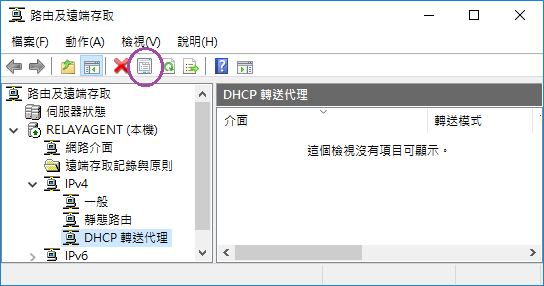 路由及遠端存取
檔案(F) 動作(A) 檢視(V) 說明(H)
路由及遠端存取
伺服器狀態
RELAYAGENT (本機)
網路介面
遠端存取記錄與原則
IPv4
一般
靜態路由
DHCP 轉送代理
IPv6
DHCP 轉送代理
介面 轉送模式
這個檢視沒有項目可顯示。